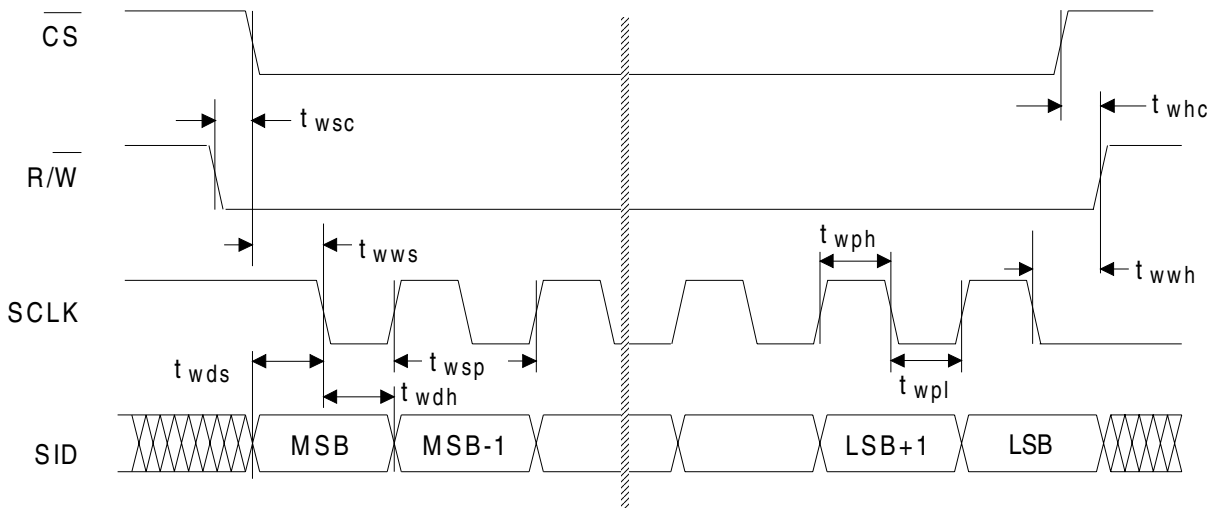 CS
t wsc
t whc
R/W
t wws
t wph
t wwh
SCLK
t wds
t wsp
t wdh
t wpl
SID
MSB
MSB-1
LSB+1
LSB